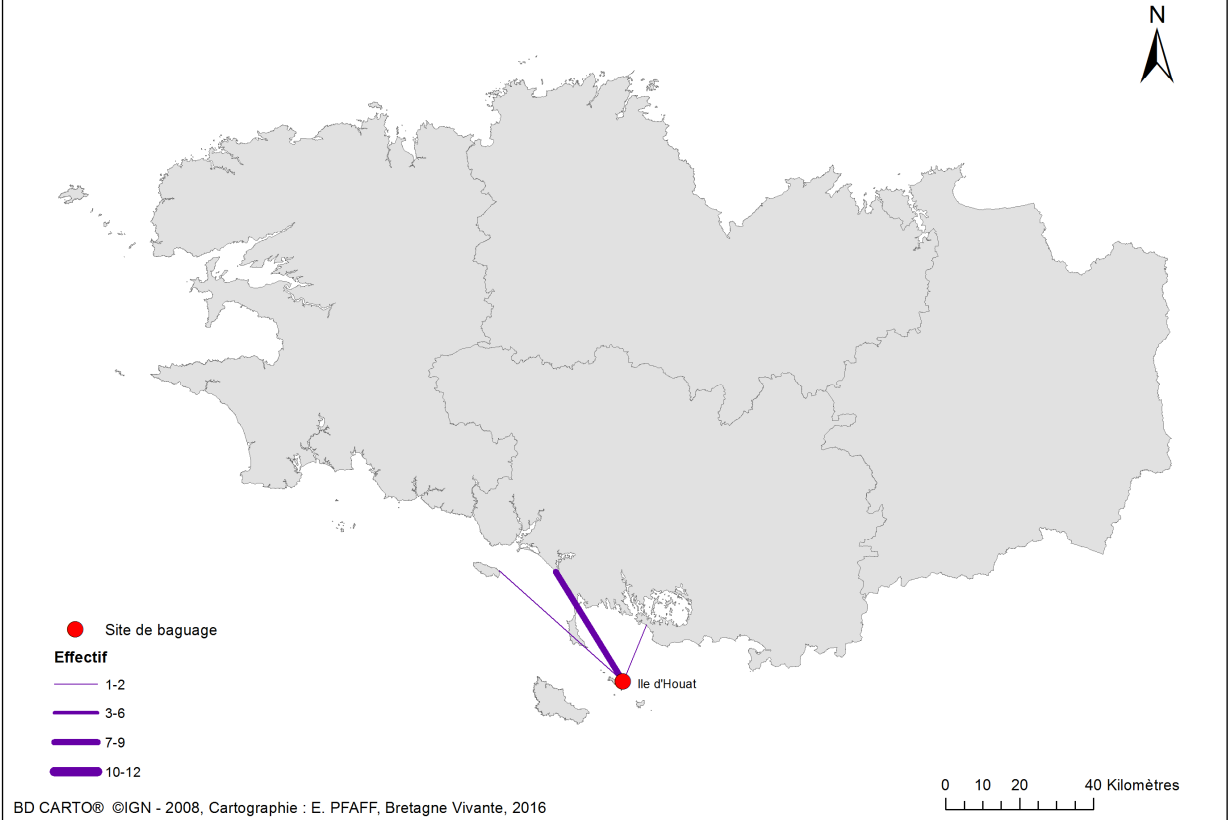 N
Site de baguage
Effectif
1-2
3-6
7-9
10-12
Ile d'Houat
0 10 20 40 Kilomètres
BD CARTO® ©IGN - 2008, Cartographie : E. PFAFF, Bretagne Vivante, 2016